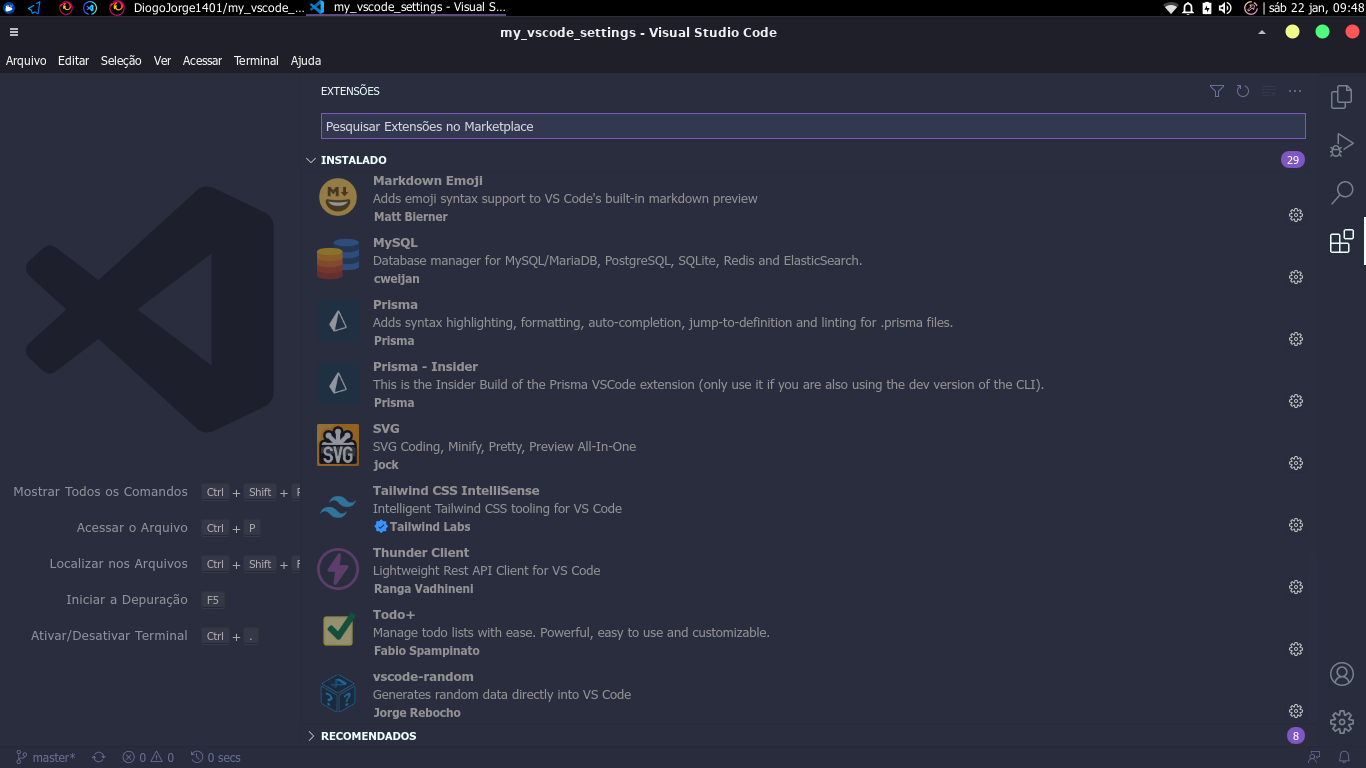 DiogoJorge1401/my_vscode_... my_vscode_settings - Visual S... | sáb 22 jan, 09:48
my_vscode_settings - Visual Studio Code
Arquivo Editar Seleção Ver Acessar Terminal Ajuda
EXTENSÕES
Pesquisar Extensões no Marketplace
INSTALADO 29
Markdown Emoji
Adds emoji syntax support to VS Code's built-in markdown preview
Matt Bierner
MySQL
Database manager for MySQL/MariaDB, PostgreSQL, SQLite, Redis and ElasticSearch.
cweijan
Prisma
Adds syntax highlighting, formatting, auto-completion, jump-to-definition and linting for .prisma files.
Prisma
Prisma - Insider
This is the Insider Build of the Prisma VSCode extension (only use it if you are also using the dev version of the CLI).
Prisma
SVG
SVG
SVG Coding, Minify, Pretty, Preview All-In-One
jock
Tailwind CSS IntelliSense
Intelligent Tailwind CSS tooling for VS Code
Tailwind Labs
Thunder Client
Lightweight Rest API Client for VS Code
Ranga Vadhineni
Todo+
Manage todo lists with ease. Powerful, easy to use and customizable.
Fabio Spampinato
vscode-random
Generates random data directly into VS Code
Jorge Rebocho
RECOMENDADOS 8
Mostrar Todos os Comandos Ctrl + Shift +
Acessar o Arquivo Ctrl + P
Localizar nos Arquivos Ctrl + Shift +
Iniciar a Depuração F5
Ativar/Desativar Terminal Ctrl + .
master* 0 0 0 secs